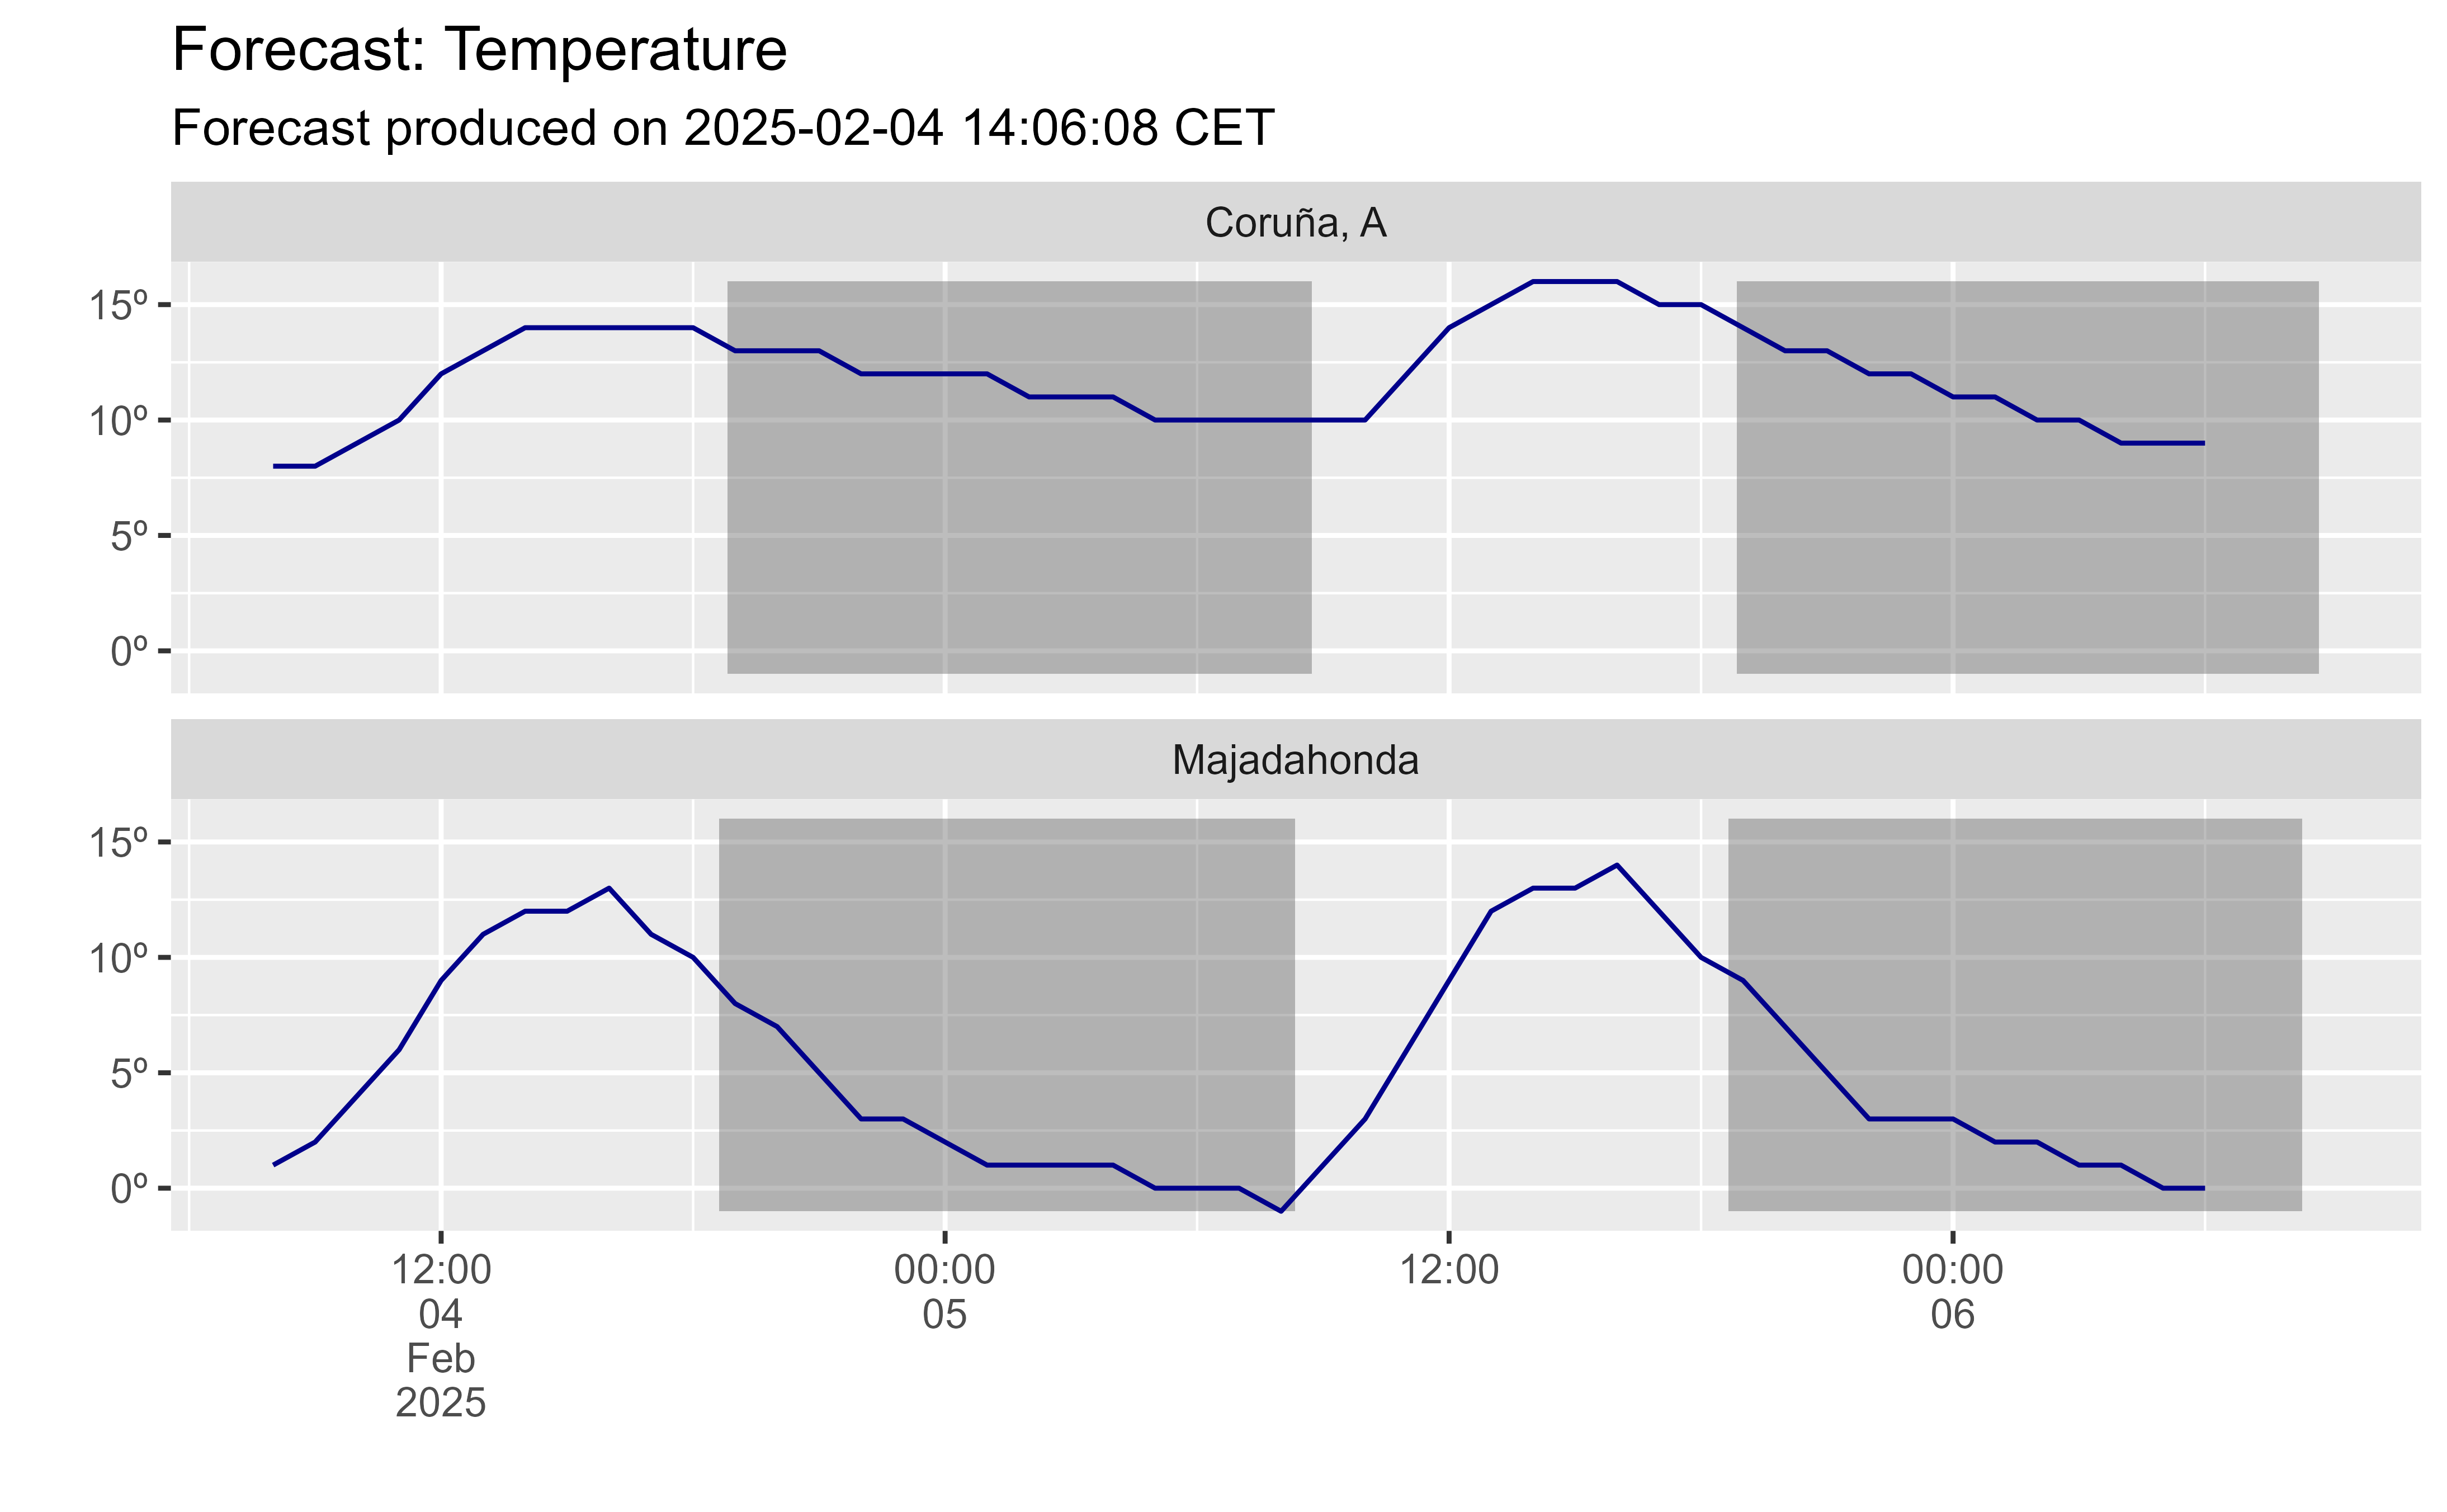 Forecast: Temperature
Forecast produced on 2025-02-04 14:06:08 CET
Coruña, A
15º
10º
5º
0º
Majadahonda
15º
10º
5º
0º
12:00 00:00 12:00 00:00
04 05 06
Feb
2025